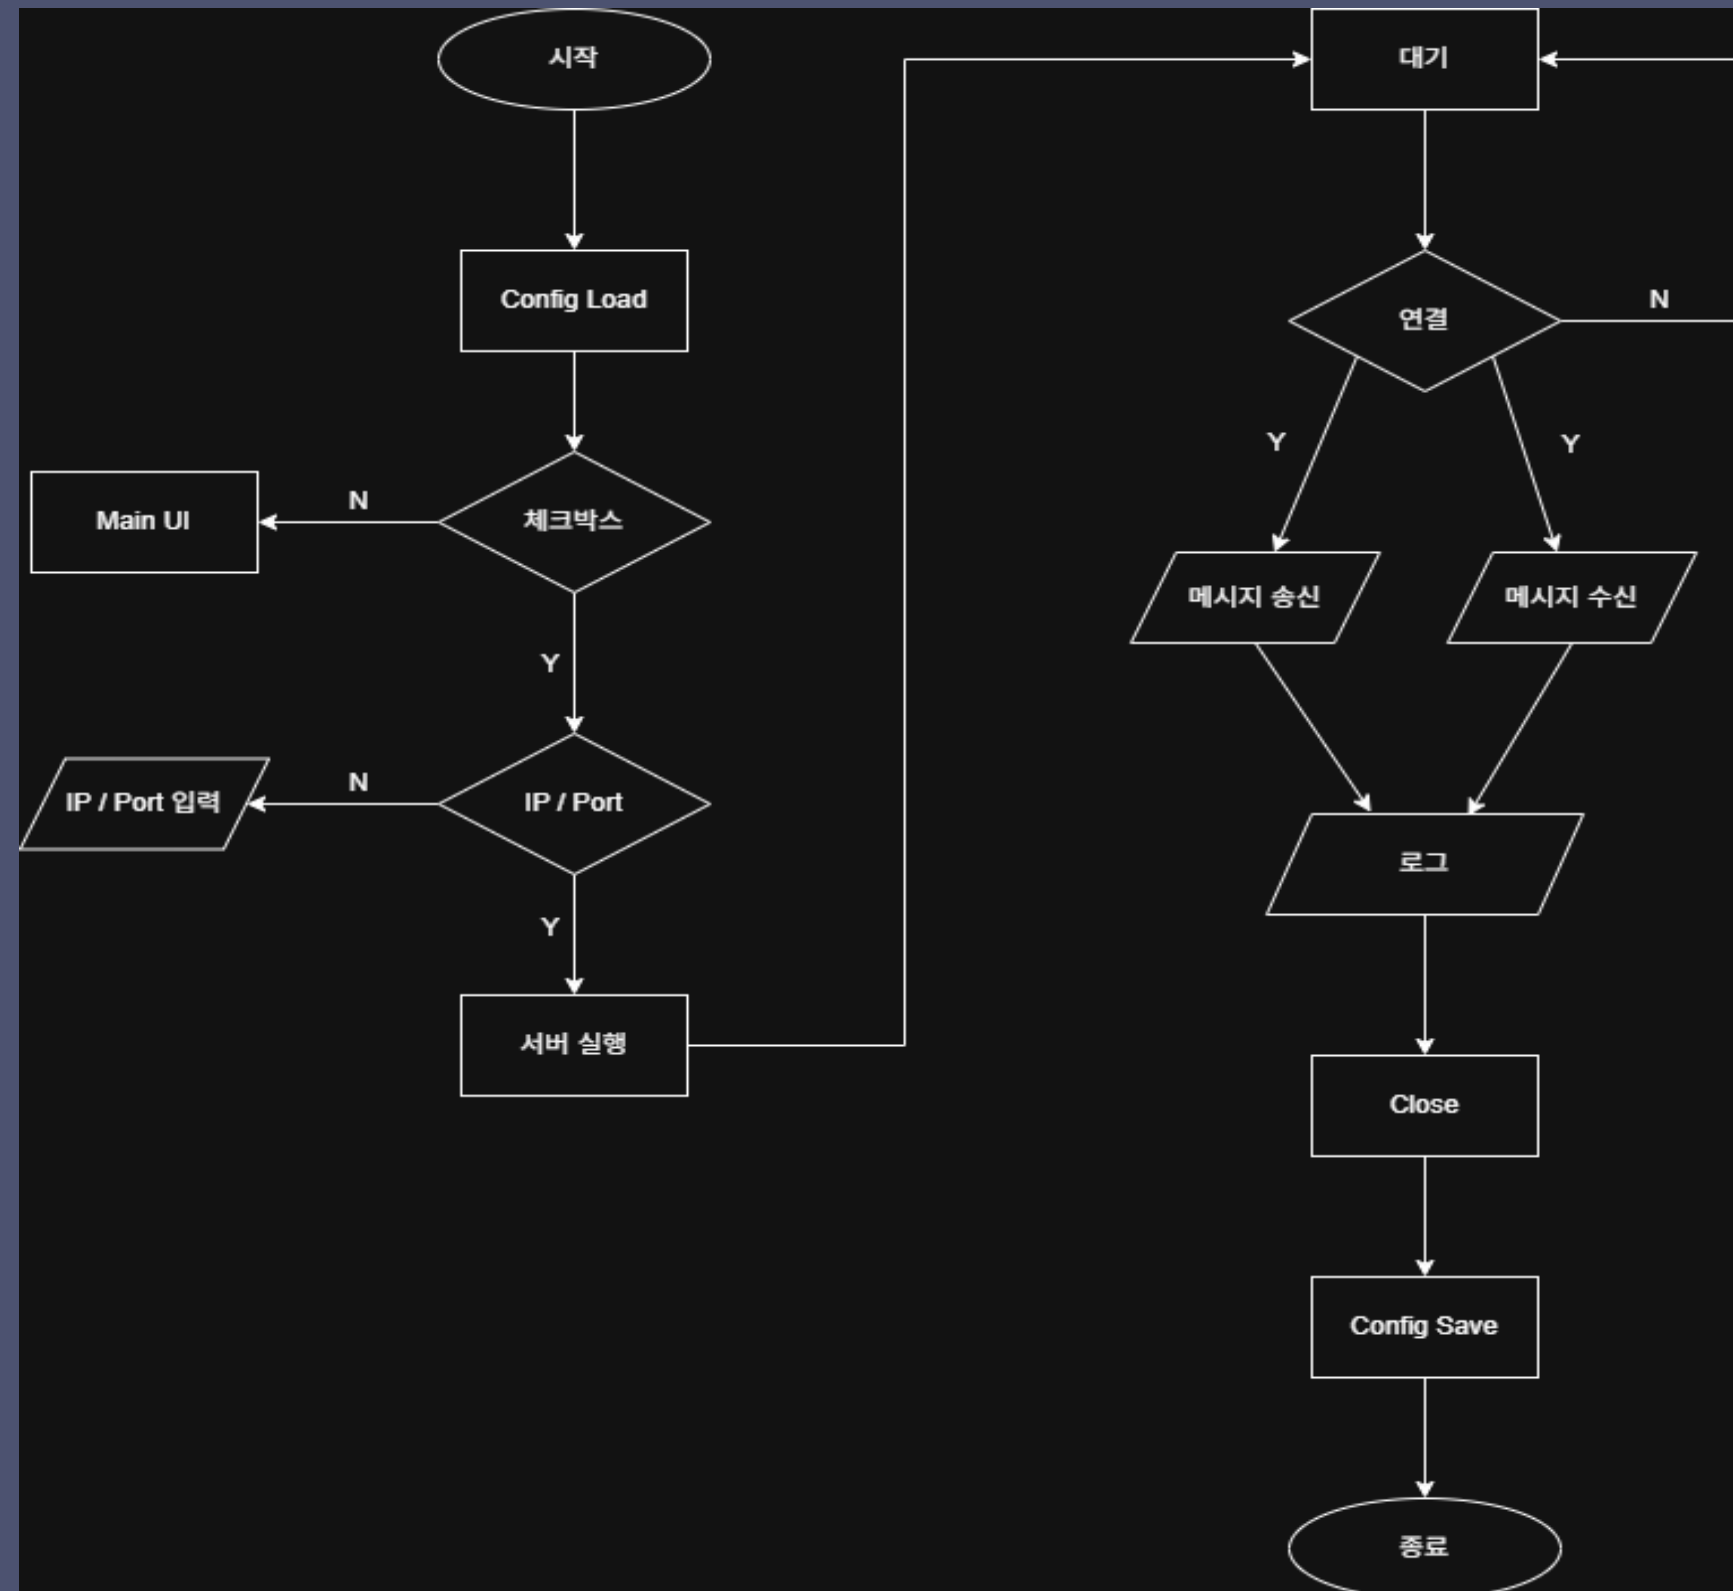 시작
Config Load
체크박스
N
Main UI
Y
IP / Port
N
IP / Port 입력
Y
서버 실행
대기
연결
N
Y
Y
메시지 송신
메시지 수신
로그
Close
Config Save
종료